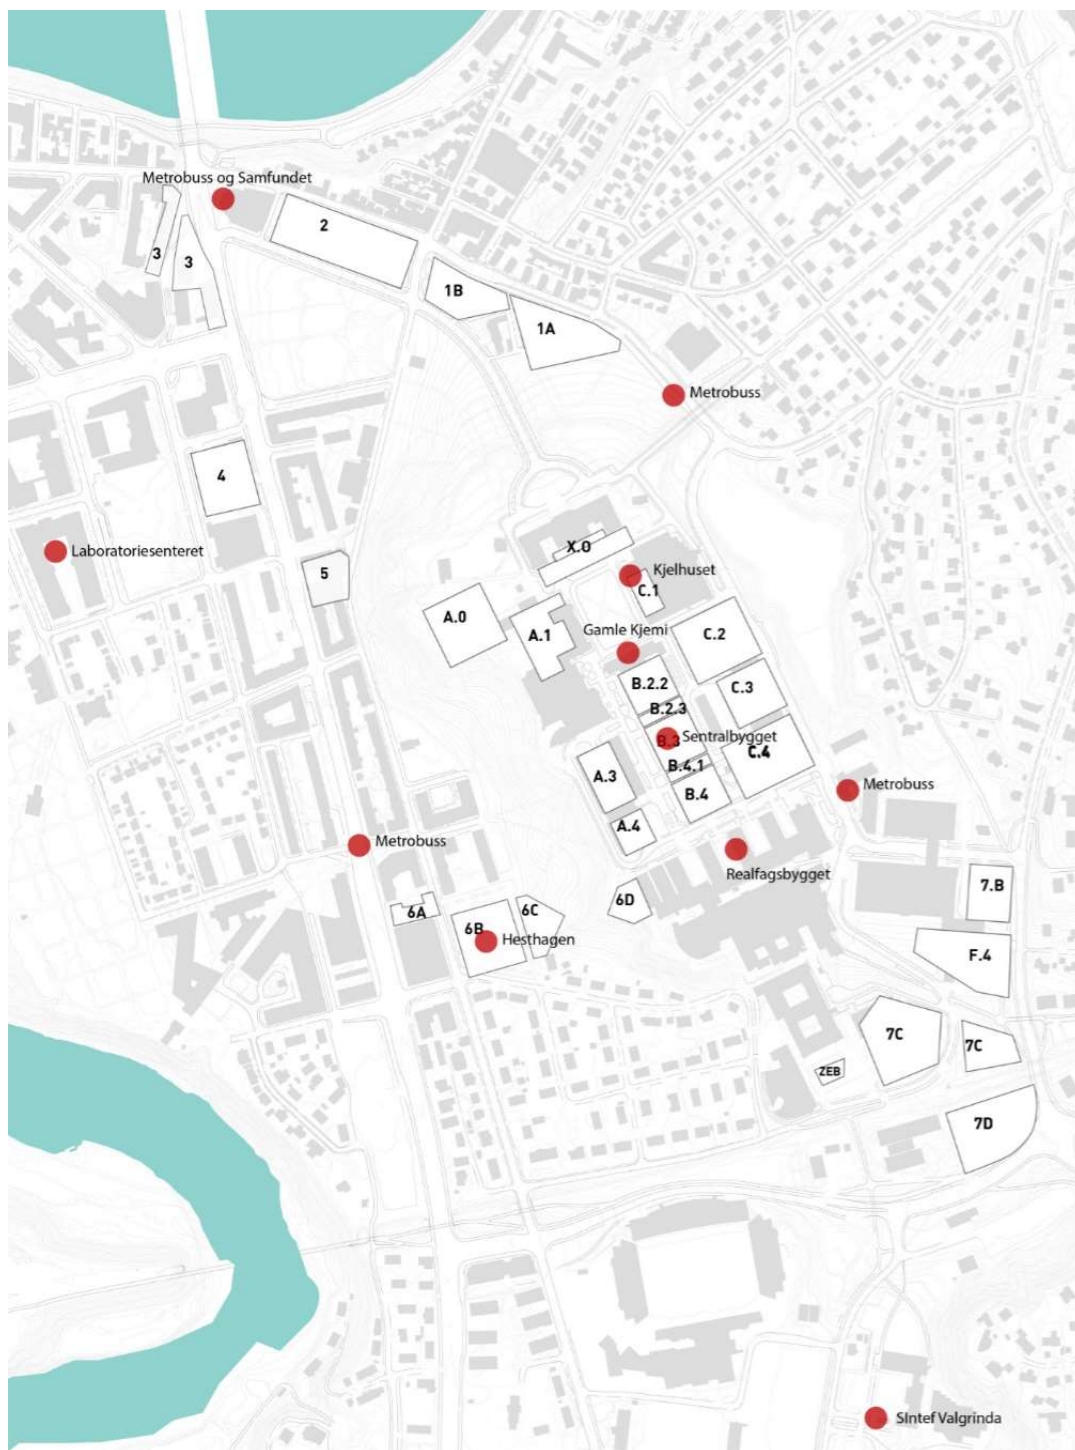 Metrobuss og Samfundet
2
3
3
1B
1A
Metrobuss
4
Laboratoriesenteret
5
X.O
Kjelhuset
C.1
A.0
A.1
Gamle Kjemi
C.2
B.2.2
C.3
B.2.3
B.3
Sentralbygget
C.4
B.4.1
A.3
B.4
Metrobuss
A.4
Metrobuss
Realfagsbygget
7.B
6D
6A
6C
6B
Hesthagen
F.4
7C
7C
ZEB
7D
SIntef Valgrinda